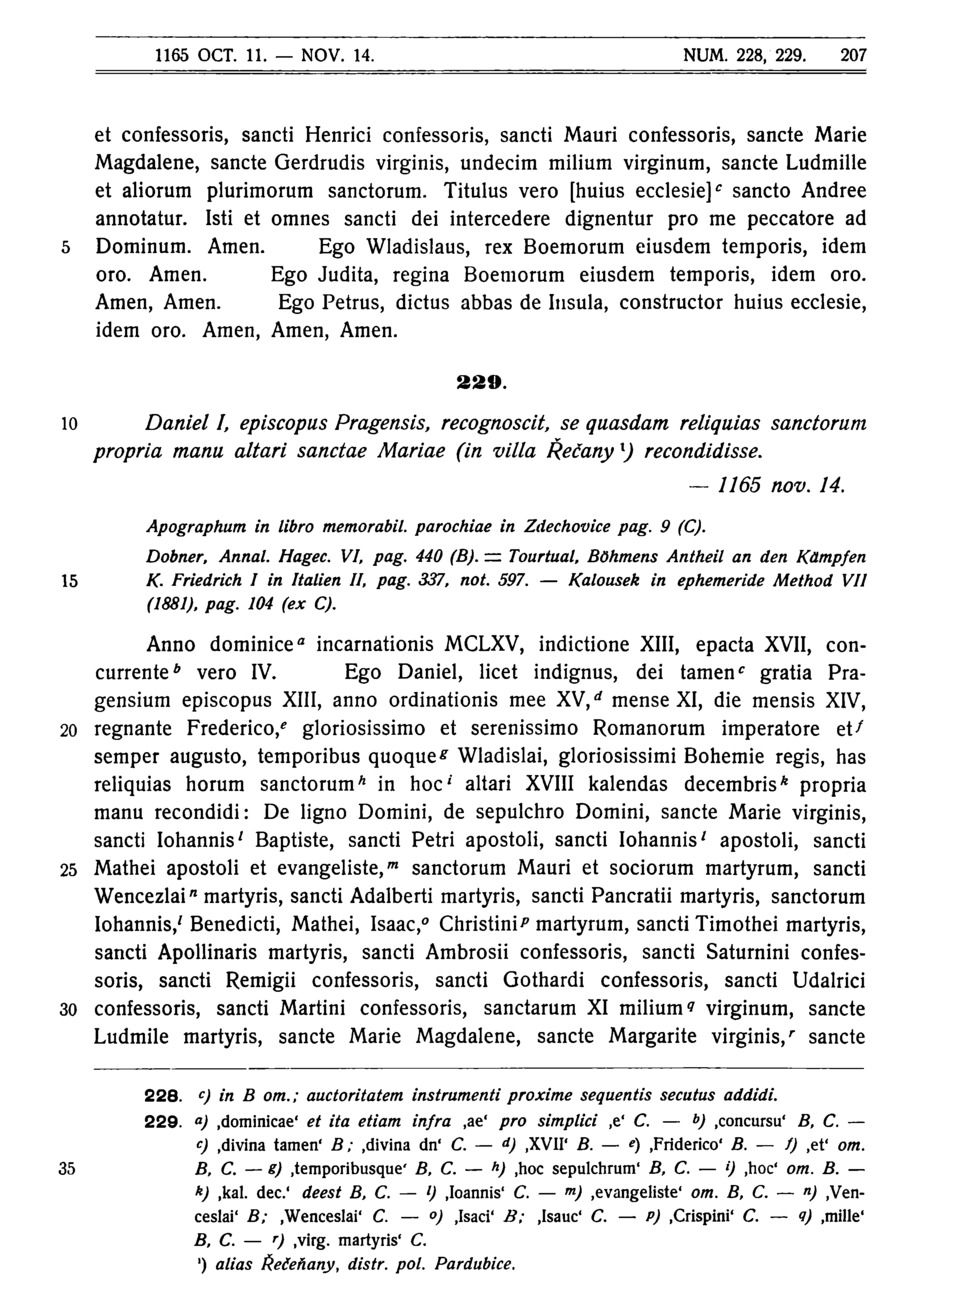 1165 OCT. 11. — NOV. 14. NUM. 228, 229. 207
et confessoris, sancti Henrici confessoris, sancti Mauri confessoris, sancte Marie
Magdalene, sancte Gerdrudis virginis, undecim milium virginum, sancte Ludmille
et aliorum plurimorum sanctorum. Titulus vero [huius ecclesie] c sancto Andree
annotatur. Isti et omnes sancti dei intercedere dignentur pro me peccatore ad
5 Dominum. Amen. Ego Wladislaus, rex Boemorum eiusdem temporis, idem
oro. Amen. Ego Judita, regina Boemorum eiusdem temporis, idem oro.
Amen, Amen. Ego Petrus, dictus abbas de Insula, constructor huius ecclesie,
idem oro. Amen, Amen, Amen.
229.
10 Daniel I, episcopus Pragensis, recognoscit, se quasdam reliquias sanctorum
propria manu altari sanctae Mariae (in villa Řečany ¹) recondidisse.
— 1165 nov. 14.
Apographum in libro memorabil. parochiae in Zdechovice pag. 9 (C).
Dobner, Annal. Hagec. VI, pag. 440 (B). = Tourtual, Böhmens Antheil an den Kämpfen
15 K. Friedrich I in Italien II, pag. 337, not. 597. — Kalousek in ephemeride Method VII
(1881), pag. 104 (ex C).
Anno dominice a incarnationis MCLXV, indictione XIII, epacta XVII, con-
currente b vero IV. Ego Daniel, licet indignus, dei tamen c gratia Pra-
gensium episcopus XIII, anno ordinationis mee XV, d mense XI, die mensis XIV,
20 regnante Frederico, e gloriosissimo et serenissimo Romanorum imperatore et f
semper augusto, temporibus quoque g Wladislai, gloriosissimi Bohemie regis, has
reliquias horum sanctorum h in hoc i altari XVIII kalendas decembris k propria
manu recondidi: De ligno Domini, de sepulchro Domini, sancte Marie virginis,
sancti Iohannis l Baptiste, sancti Petri apostoli, sancti Iohannis l apostoli, sancti
25 Mathei apostoli et evangeliste, m sanctorum Mauri et sociorum martyrum, sancti
Wencezlai n martyris, sancti Adalberti martyris, sancti Pancratii martyris, sanctorum
Iohannis, l Benedicti, Mathei, Isaac, o Christini p martyrum, sancti Timothei martyris,
sancti Apollinaris martyris, sancti Ambrosii confessoris, sancti Saturnini confes-
soris, sancti Remigii confessoris, sancti Gothardi confessoris, sancti Udalrici
30 confessoris, sancti Martini confessoris, sanctarum XI milium q virginum, sancte
Ludmile martyris, sancte Marie Magdalene, sancte Margarite virginis, r sancte
228. c) in B om.; auctoritatem instrumenti proxime sequentis secutus addidi.
229. a) ‚dominicae‘ et ita etiam infra ‚ae‘ pro simplici ‚e‘ C. — b) ‚concursu‘ B, C. —
c) ‚divina tamen‘ B; ‚divina dn‘ C. — d) ‚XVII‘ B. — e) ‚Friderico‘ B. — f) ‚et‘ om.
35 B, C. — g) ‚temporibusque‘ B, C. — h) ‚hoc sepulchrum‘ B, C. — i) ‚hoc‘ om. B. —
k) ‚kal. dec.‘ deest B, C. — l) ‚Ioannis‘ C. — m) ‚evangeliste‘ om. B, C. — n) ‚Ven-
ceslai‘ B; ‚Wenceslai‘ C. — o) ‚Isaci‘ B; ‚Isauc‘ C. — p) ‚Crispini‘ C. — q) ‚mille‘
B, C. — r) ‚virg. martyris‘ C.
¹) alias Řečeňany, distr. pol. Pardubice.